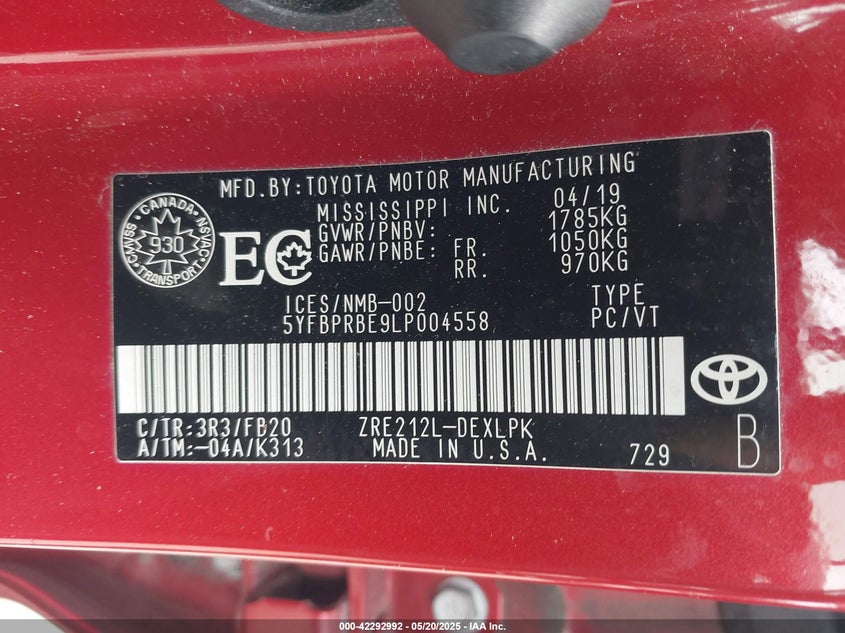 MFD.BY:TOYOTA MOTOR MANUFACTURING
MISSISSIPPI INC. 04/19
GVWR/PNBV: 1785KG
GAWR/PNBE: FR. 1050KG
RR. 970KG
CANADA
CMVSS NSVAC
930
TRANSPORT
EC
ICES/NMB-002 TYPE
5YFBPRBE9LP004558 PC/VT
C/TR:3R3/FB20 ZRE212L-DEXLPK
A/TM:-04A/K313 MADE IN U.S.A. 729 B
000-42292992 - 05/20/2025 - IAA Inc.